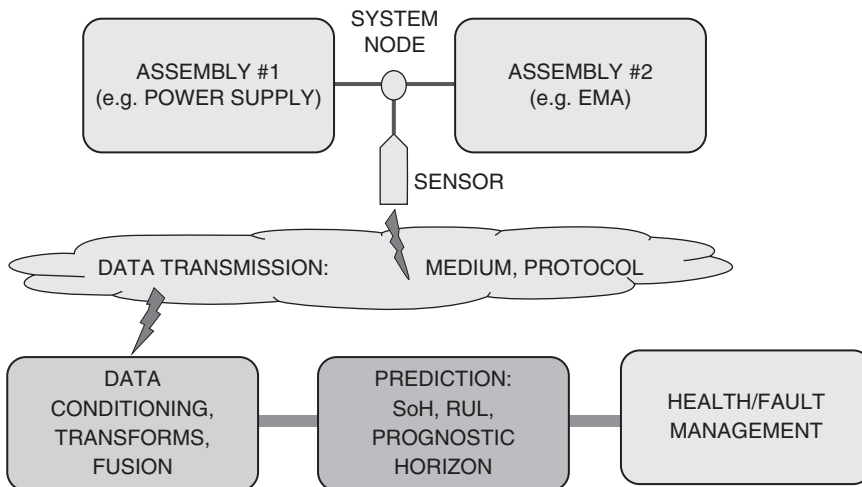 SYSTEM
NODE
ASSEMBLY #1
(e.g. POWER SUPPLY)
ASSEMBLY #2
(e.g. EMA)
SENSOR
DATA TRANSMISSION: MEDIUM, PROTOCOL
DATA
CONDITIONING,
TRANSFORMS,
FUSION
PREDICTION:
SoH, RUL,
PROGNOSTIC
HORIZON
HEALTH/FAULT
MANAGEMENT